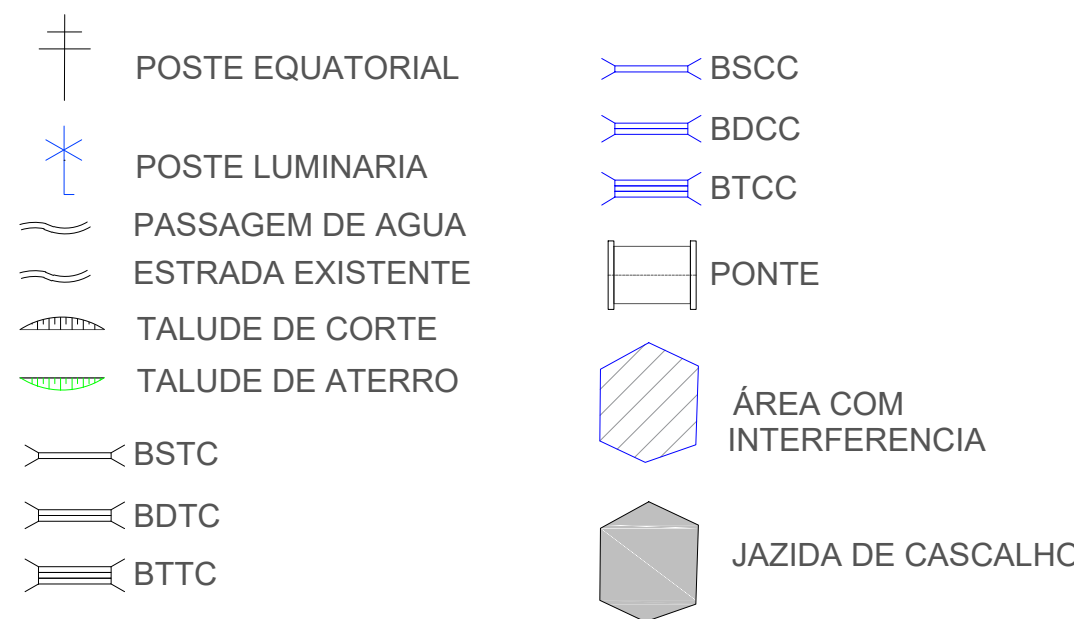 POSTE EQUATORIAL
POSTE LUMINARIA
PASSAGEM DE AGUA
ESTRADA EXISTENTE
TALUDE DE CORTE
TALUDE DE ATERRO
BSTC
BDTC
BTTC
BSCC
BDCC
BTCC
PONTE
ÁREA COM
INTERFERENCIA
JAZIDA DE CASCALHO